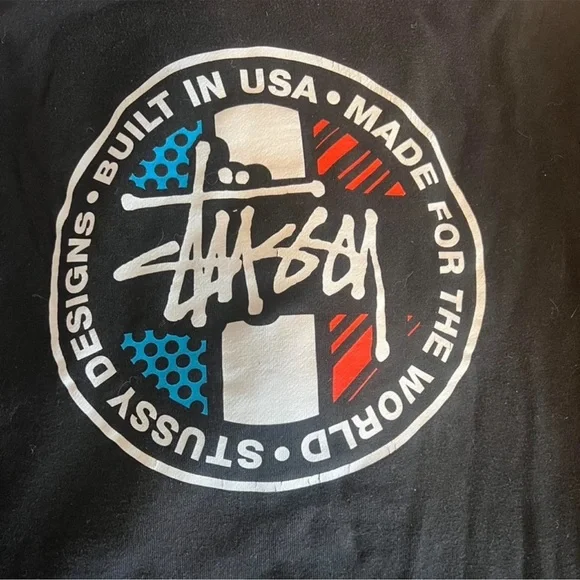 BUILT IN USA • MADE FOR THE WORLD • STUSSY DESIGNS •
Stussy